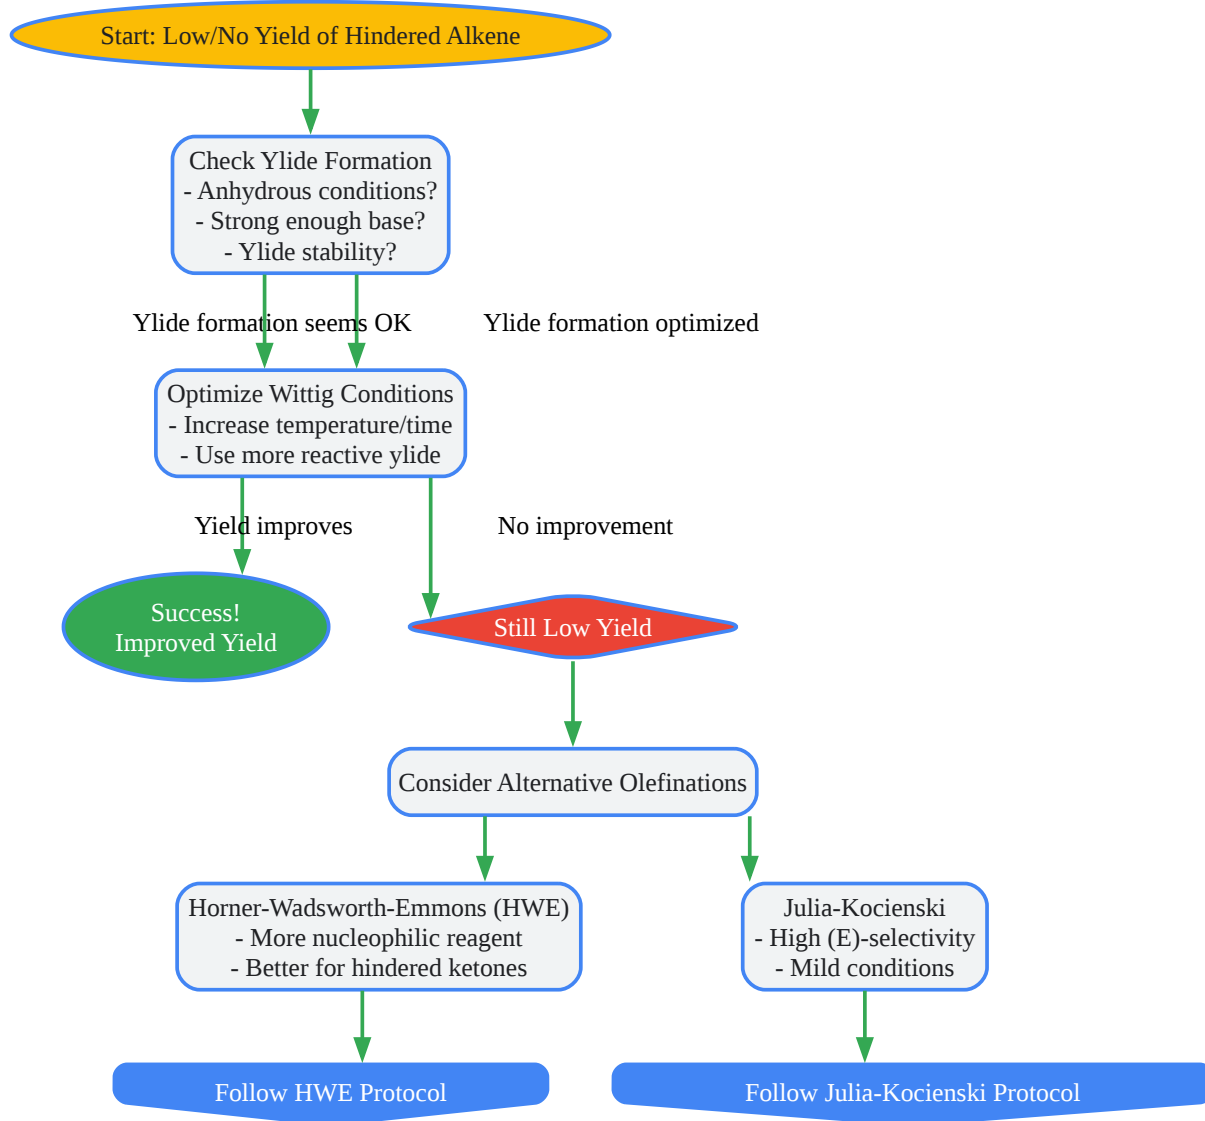 Start: Low/No Yield of Hindered Alkene
Check Ylide Formation
- Anhydrous conditions?
- Strong enough base?
- Ylide stability?
Ylide formation seems OK
Ylide formation optimized
Optimize Wittig Conditions
- Increase temperature/time
- Use more reactive ylide
Yield improves
No improvement
Success!
Improved Yield
Still Low Yield
Consider Alternative Olefinations
Horner-Wadsworth-Emmons (HWE)
- More nucleophilic reagent
- Better for hindered ketones
Julia-Kocienski
- High (E)-selectivity
- Mild conditions
Follow HWE Protocol
Follow Julia-Kocienski Protocol